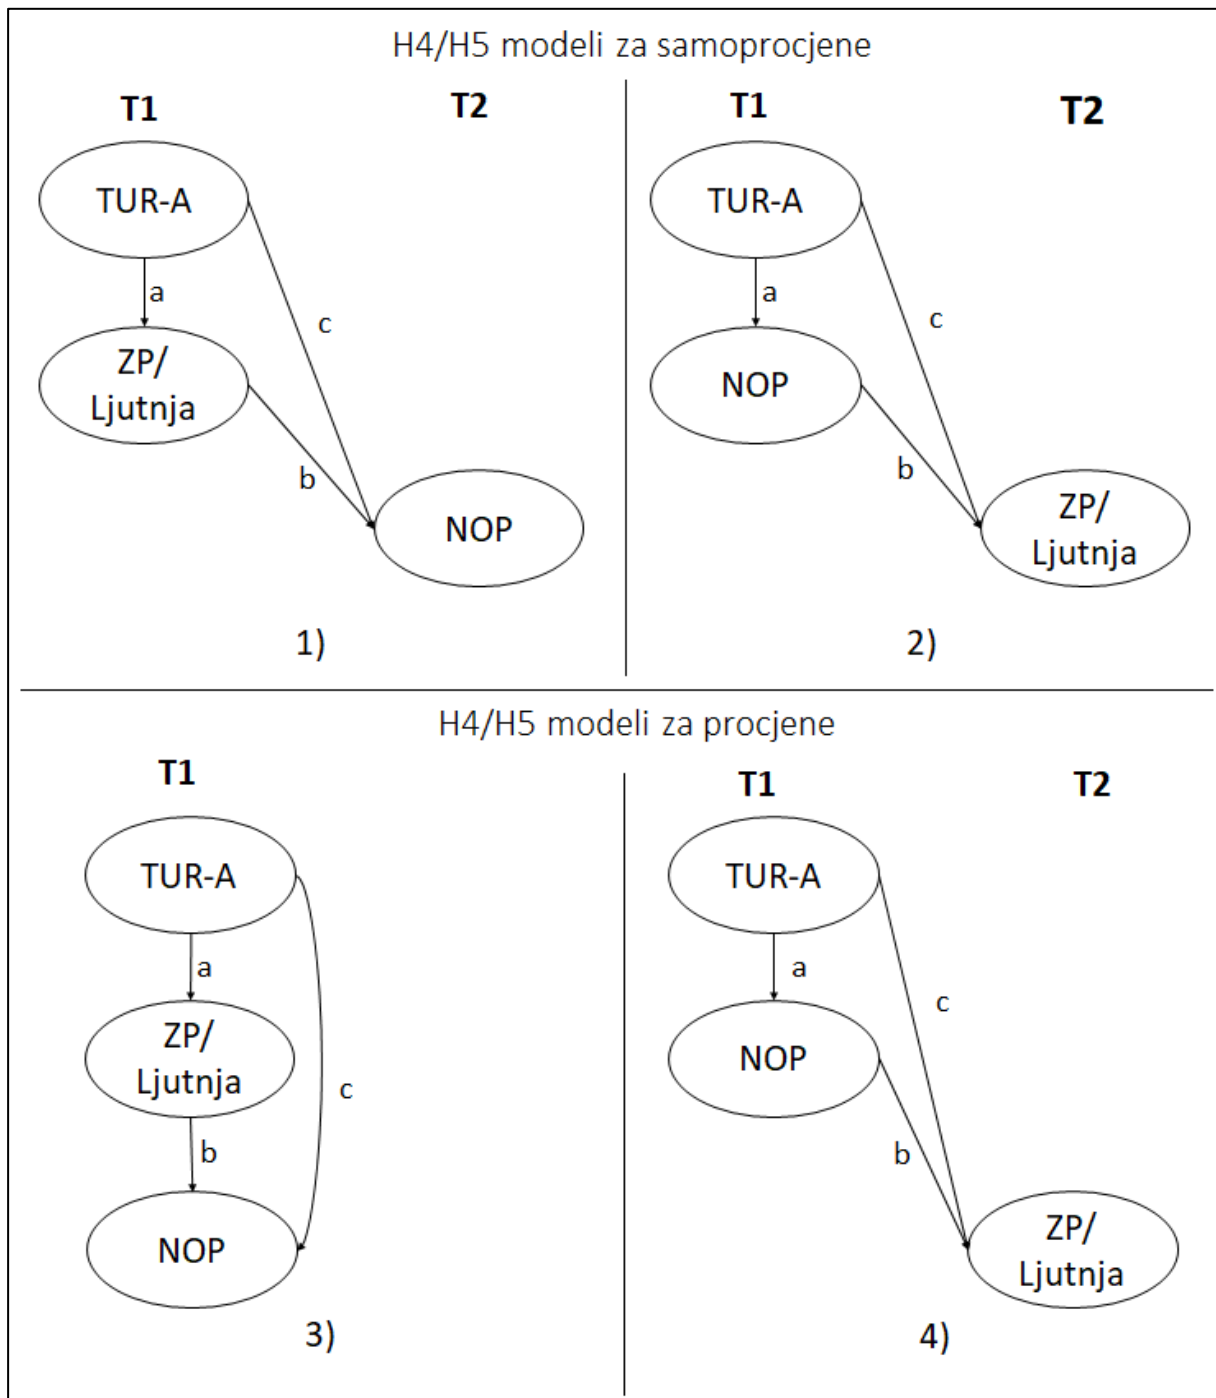 H4/H5 modeli za samoprocjene
T1
T2
TUR-A
a
c
ZP/
Ljutnja
b
NOP
1)
T1
T2
TUR-A
a
c
NOP
b
ZP/
Ljutnja
2)
H4/H5 modeli za procjene
T1
TUR-A
a
ZP/
Ljutnja
c
b
NOP
3)
T1
T2
TUR-A
a
c
NOP
b
ZP/
Ljutnja
4)